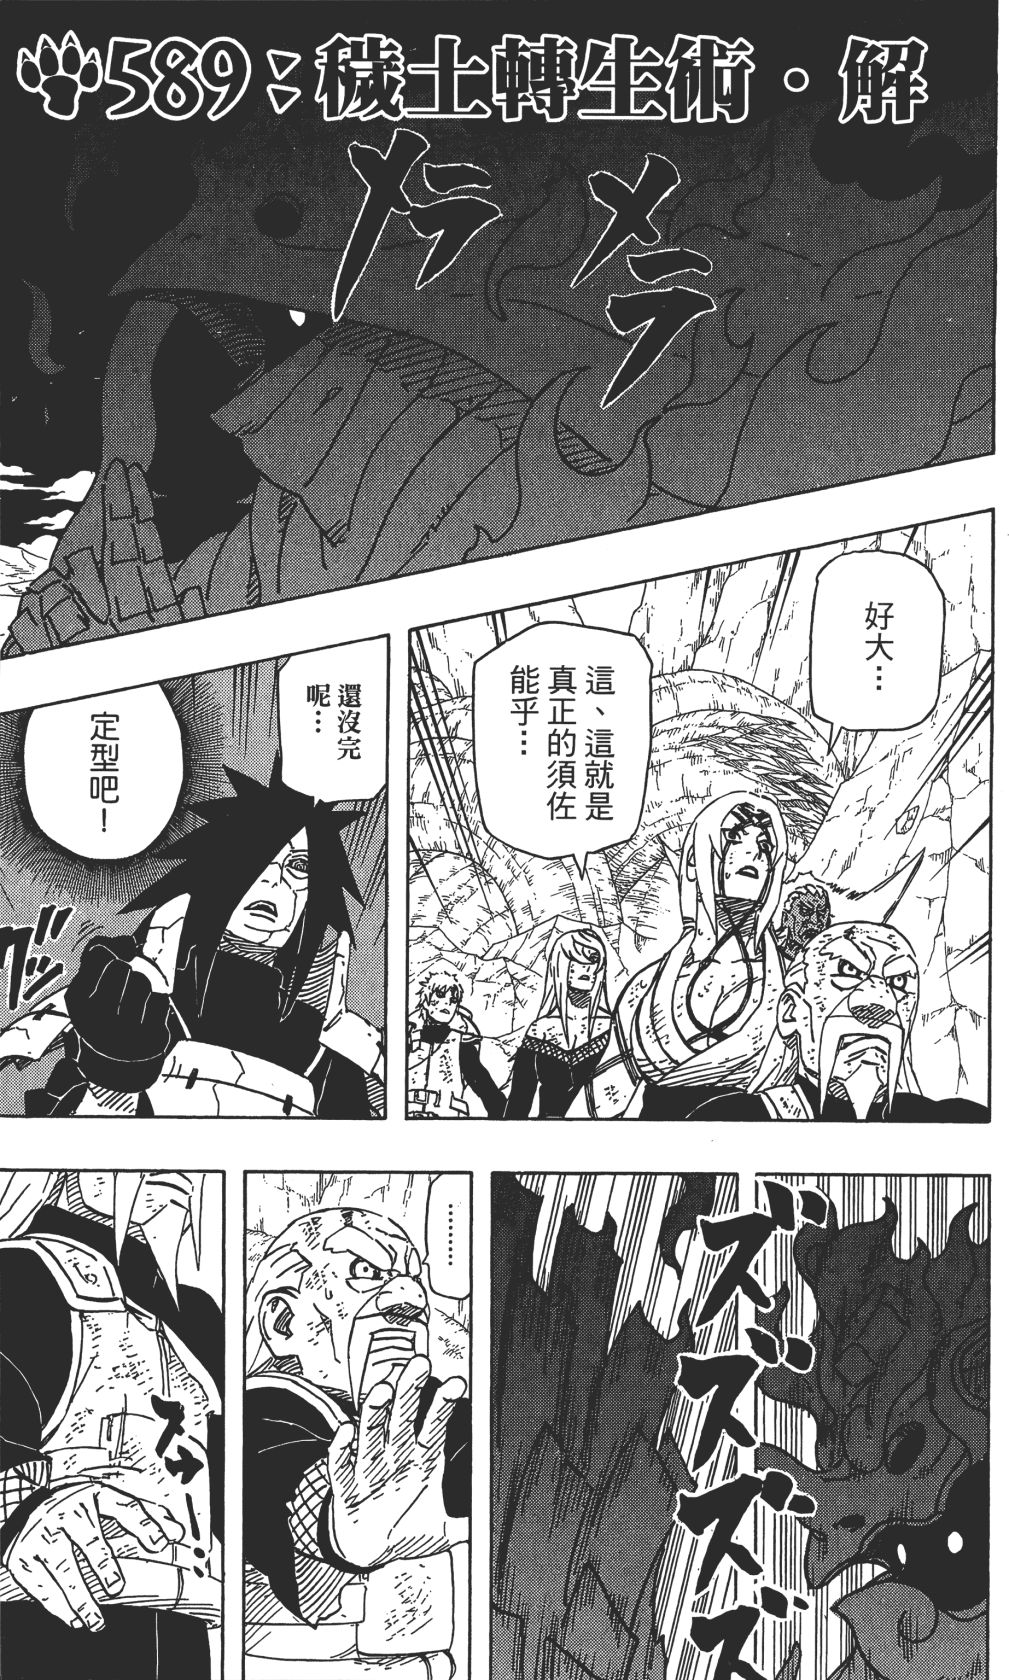 589：穢土轉生術·解
メラ
メラ
好大…
這、這就是
真正的須佐
能乎…
還沒完
呢…
定型吧！
ググッ
ズズズズ
………
スゥ…